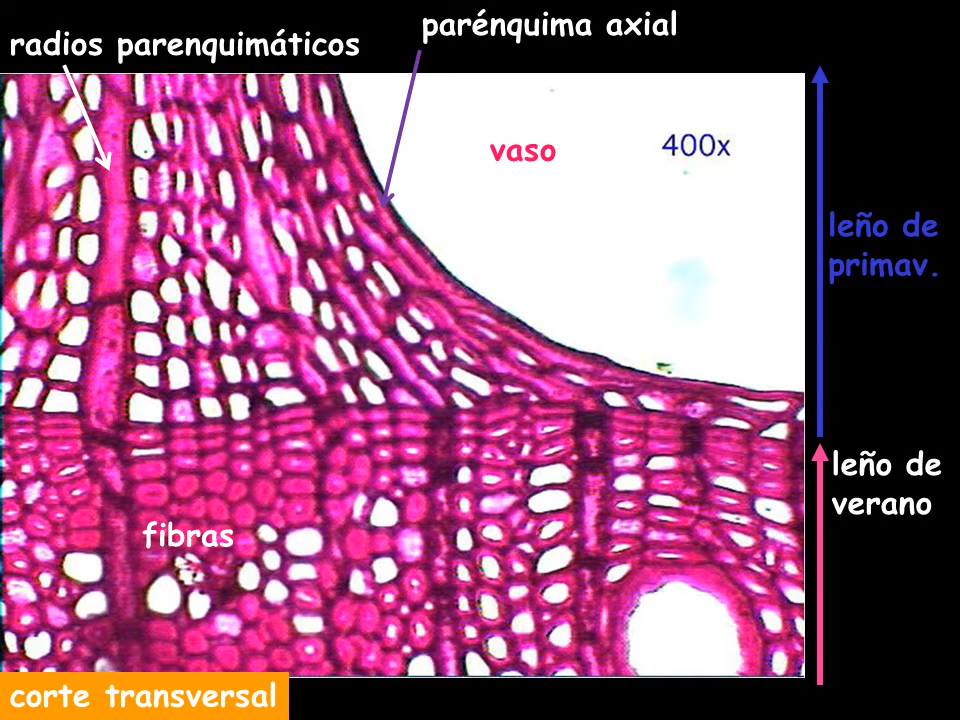 parénquima axial
radios parenquimáticos
vaso
400x
leño de
primav.
leño de
verano
fibras
corte transversal